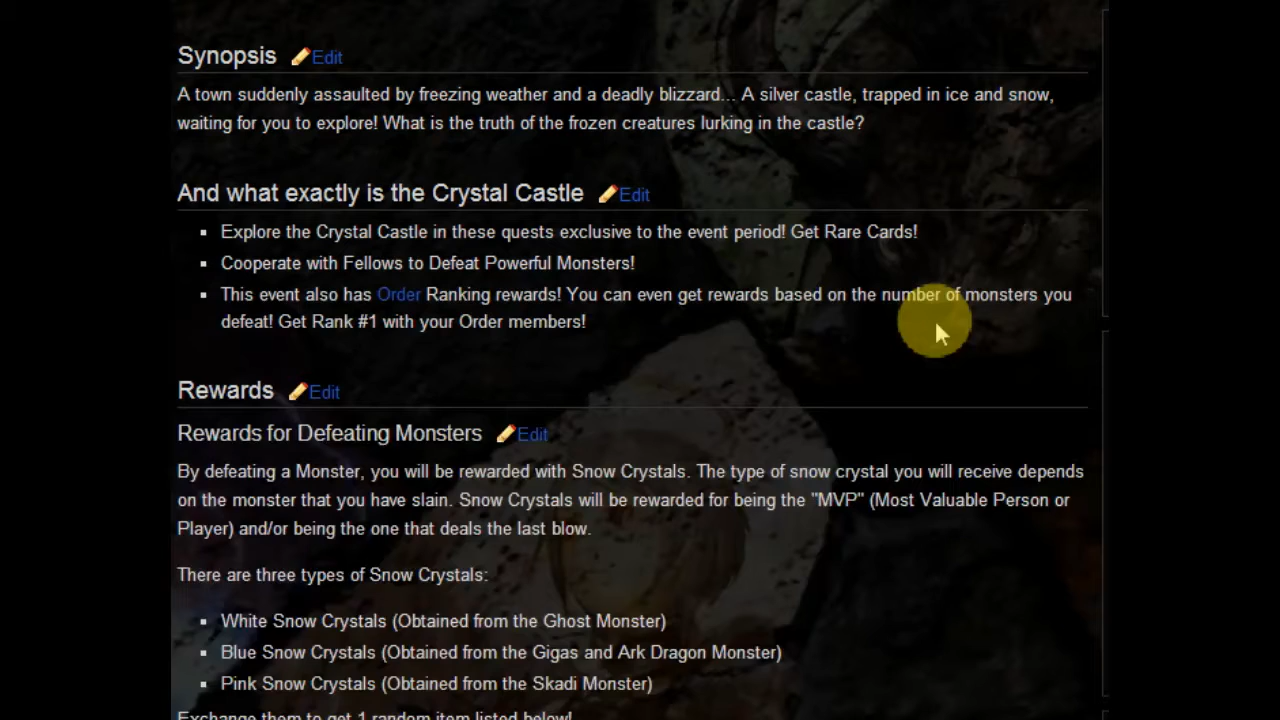 Synopsis Edit
A town suddenly assaulted by freezing weather and a deadly blizzard... A silver castle, trapped in ice and snow,
waiting for you to explore! What is the truth of the frozen creatures lurking in the castle?
And what exactly is the Crystal Castle Edit
▪ Explore the Crystal Castle in these quests exclusive to the event period! Get Rare Cards!
▪ Cooperate with Fellows to Defeat Powerful Monsters!
▪ This event also has Order Ranking rewards! You can even get rewards based on the number of monsters you
defeat! Get Rank #1 with your Order members!
Rewards Edit
Rewards for Defeating Monsters Edit
By defeating a Monster, you will be rewarded with Snow Crystals. The type of snow crystal you will receive depends
on the monster that you have slain. Snow Crystals will be rewarded for being the "MVP" (Most Valuable Person or
Player) and/or being the one that deals the last blow.
There are three types of Snow Crystals:
▪ White Snow Crystals (Obtained from the Ghost Monster)
▪ Blue Snow Crystals (Obtained from the Gigas and Ark Dragon Monster)
▪ Pink Snow Crystals (Obtained from the Skadi Monster)
Exchange them to get 1 random item listed below!